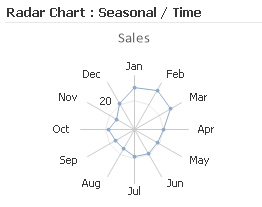 Radar Chart : Seasonal / Time
Sales
Jan
Feb
Mar
Apr
May
Jun
Jul
Aug
Sep
Oct
Nov
Dec
20